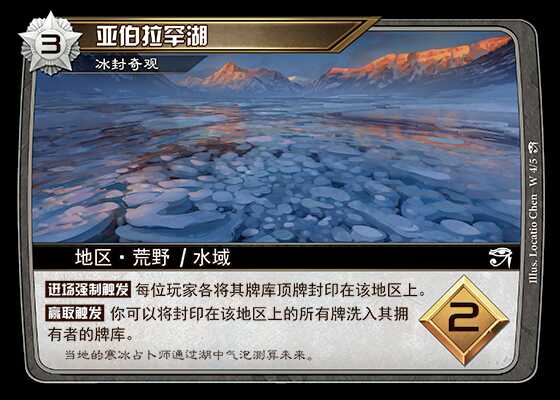 3
亚伯拉罕湖
冰封奇观
地区·荒野 / 水域
进场强制触发 每位玩家各将其牌库顶牌封印在该地区上。
赢取触发 你可以将封印在该地区上的所有牌洗入其拥
有者的牌库。
当地的寒冰占卜师通过湖中气泡测算未来。
2
Illus. Locatio Chen W 4/5